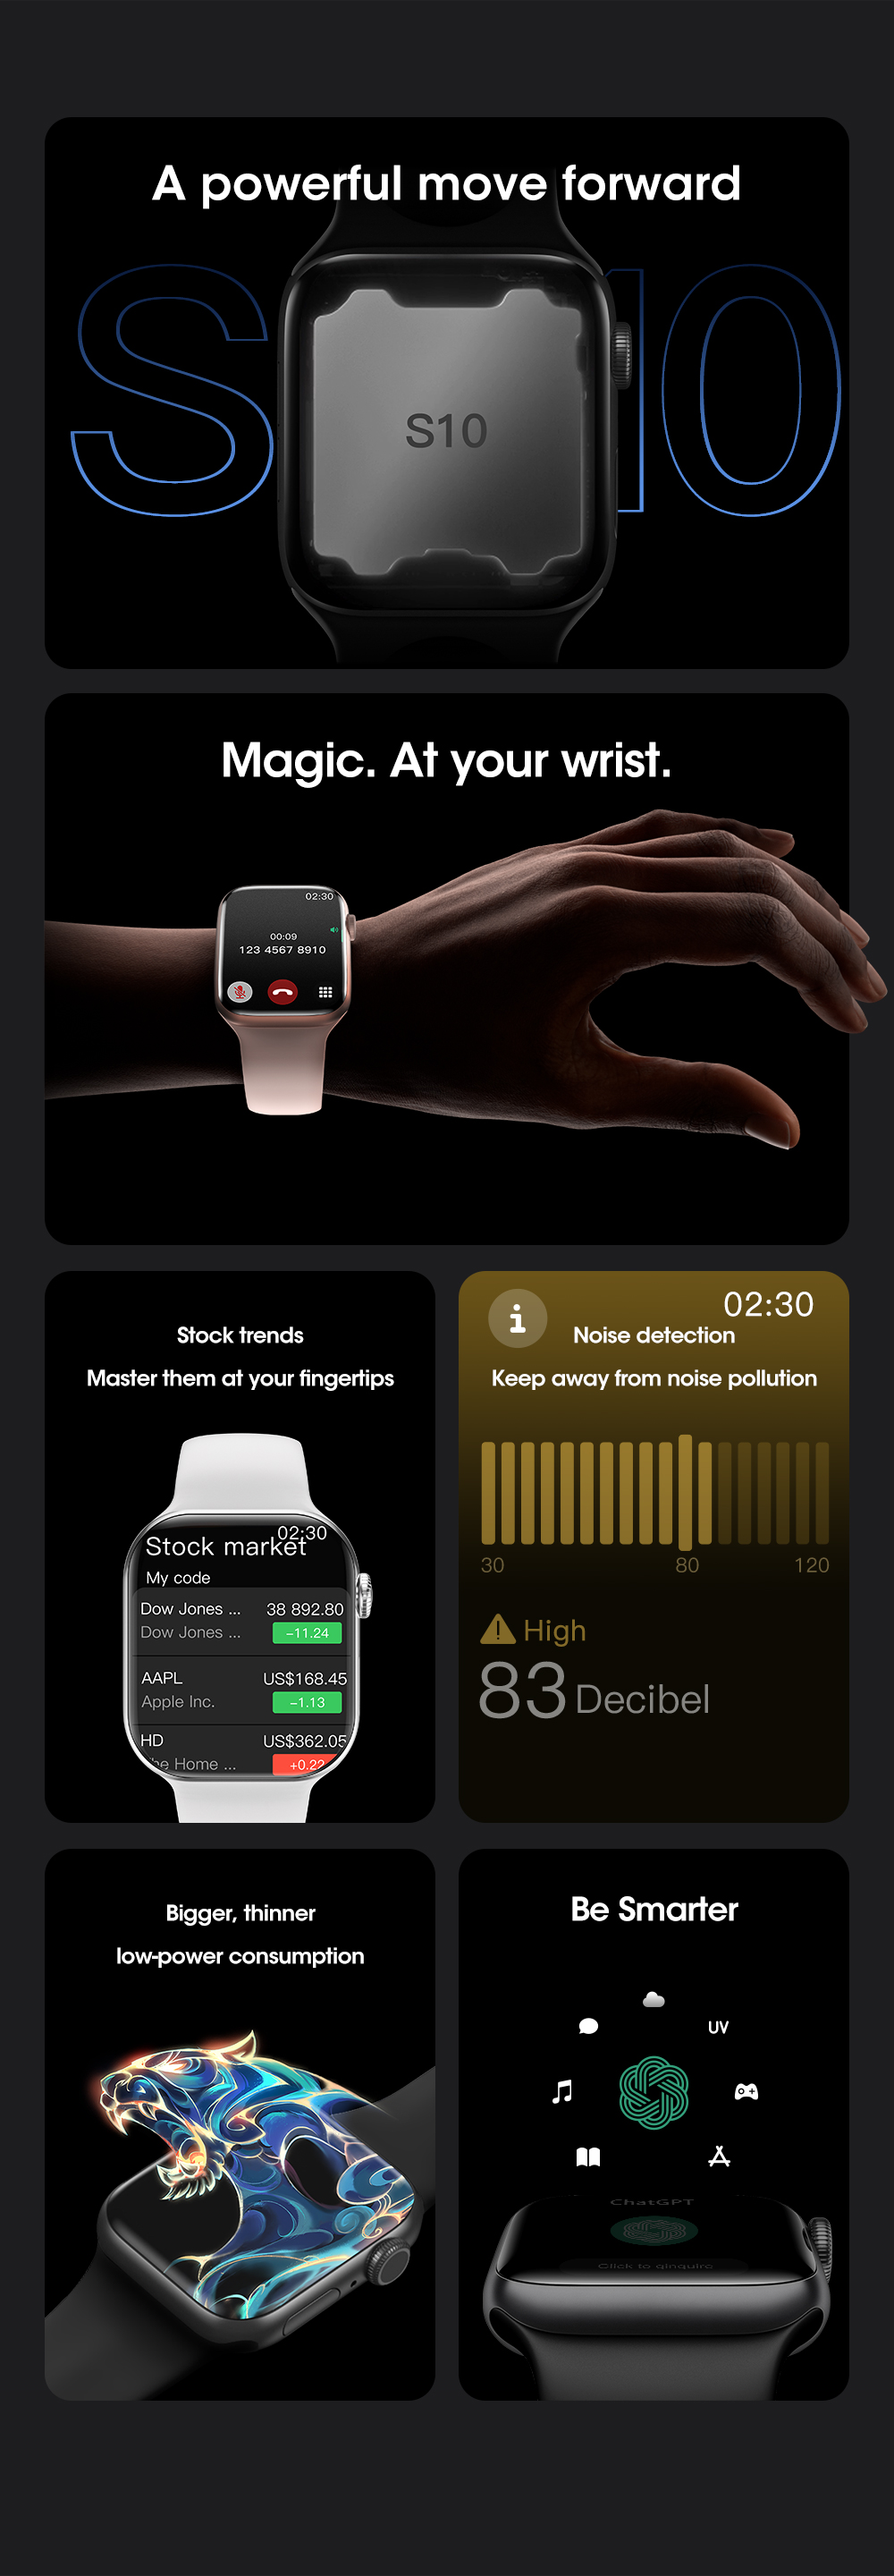 A powerful move forward
S10
S10
Magic. At your wrist.
02:30
00:09
123 4567 8910
Stock trends
Master them at your fingertips
02:30
Stock market
My code
Dow Jones ... 38 892.80
Dow Jones ... −11.24
AAPL US$168.45
Apple Inc. −1.13
HD US$362.05
he Home ... +0.22
02:30
Noise detection
Keep away from noise pollution
30 80 120
High
83 Decibel
Bigger, thinner
low-power consumption
Be Smarter
UV
ChatGPT
Click to qinquire